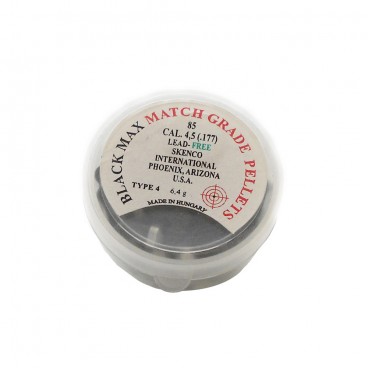 BLACK MAX MATCH GRADE PELLETS
85
CAL. 4,5 (.177)
LEAD-FREE
SKENCO
INTERNATIONAL
PHOENIX, ARIZONA
U.S.A.
TYPE 4 6,4 g
MADE IN HUNGARY